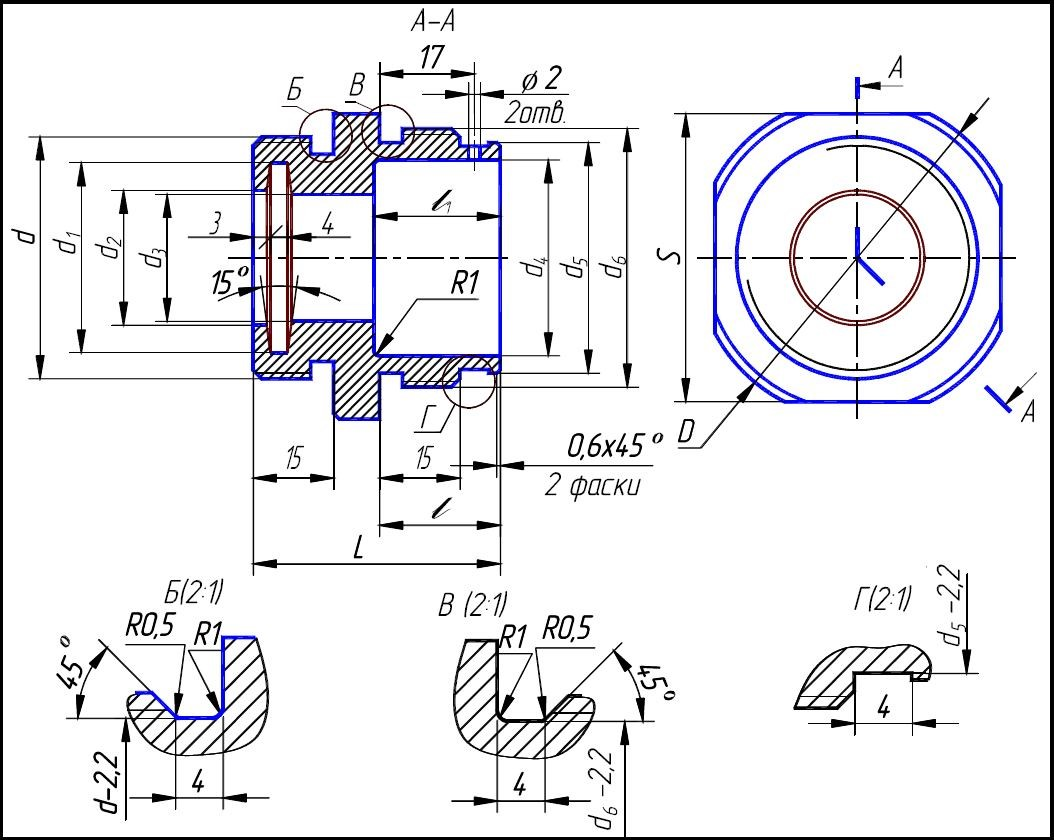 А-А
17
Б
В
ø 2
2отв.
А
d
d₁
d₂
d₃
3
4
l₁
d₄
d₅
d₆
S
15°
R1
Г
D
А
15
15
0,6х45°
2 фаски
l
L
Б(2:1)
В (2:1)
Г(2:1)
R0,5
R1
R1
R0,5
45°
45°
d₅-2,2
d-2,2
4
4
d₆-2,2
4